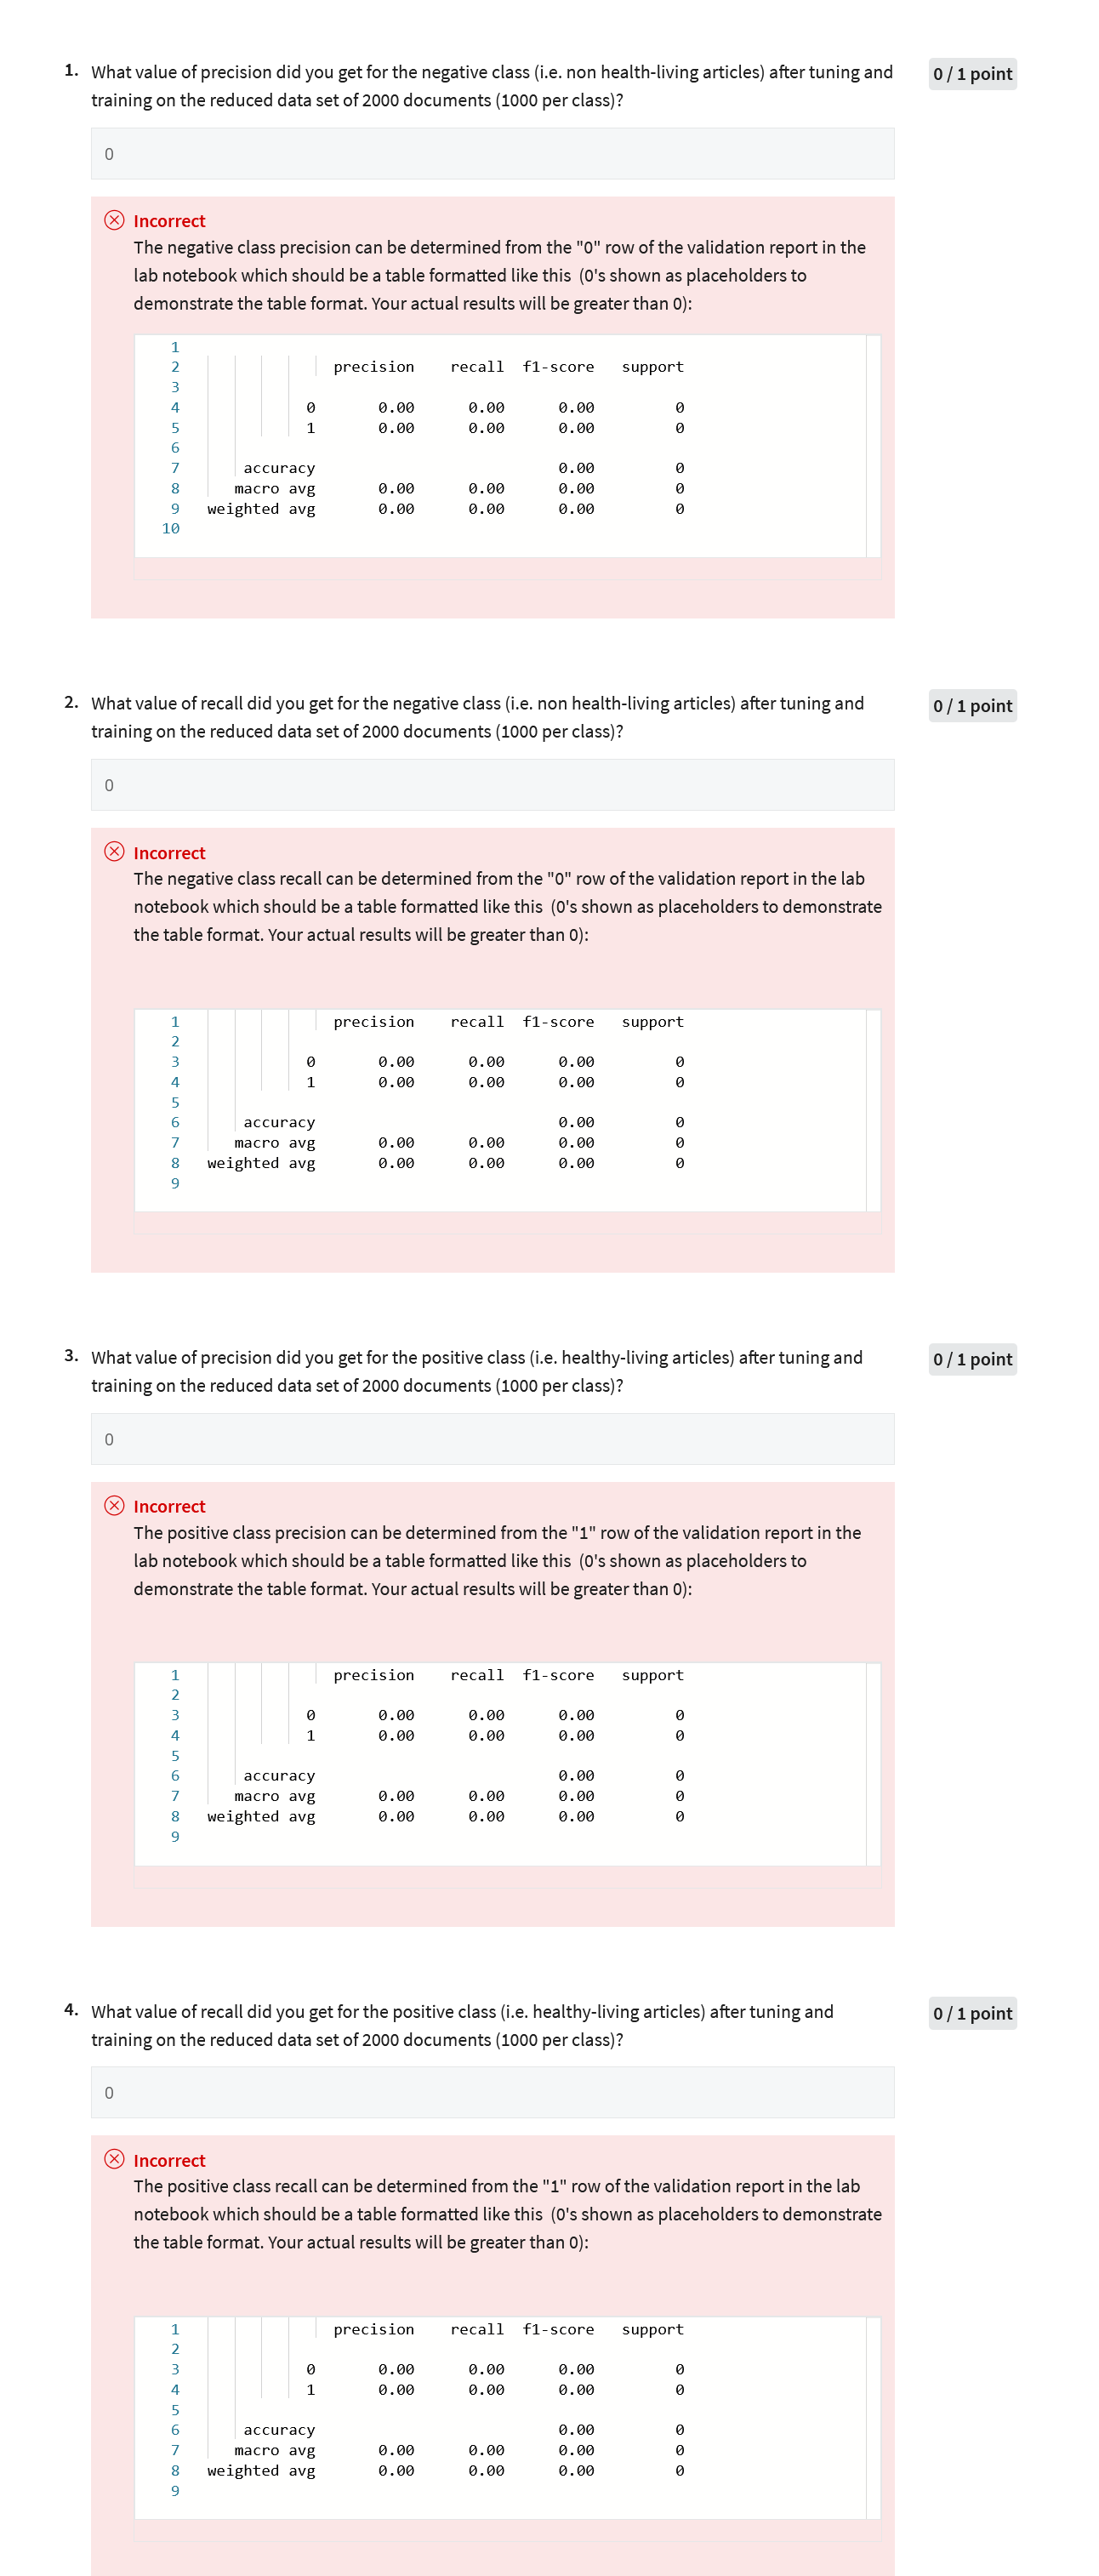 1. What value of precision did you get for the negative class (i.e. non health-living articles) after tuning and 0 / 1 point
training on the reduced data set of 2000 documents (1000 per class)?
0
Incorrect
The negative class precision can be determined from the "0" row of the validation report in the
lab notebook which should be a table formatted like this (0's shown as placeholders to
demonstrate the table format. Your actual results will be greater than 0):
1
2 precision recall f1-score support
3
4 0 0.00 0.00 0.00 0
5 1 0.00 0.00 0.00 0
6
7 accuracy 0.00 0
8 macro avg 0.00 0.00 0.00 0
9 weighted avg 0.00 0.00 0.00 0
10
2. What value of recall did you get for the negative class (i.e. non health-living articles) after tuning and 0 / 1 point
training on the reduced data set of 2000 documents (1000 per class)?
0
Incorrect
The negative class recall can be determined from the "0" row of the validation report in the lab
notebook which should be a table formatted like this (0's shown as placeholders to demonstrate
the table format. Your actual results will be greater than 0):
1 precision recall f1-score support
2
3 0 0.00 0.00 0.00 0
4 1 0.00 0.00 0.00 0
5
6 accuracy 0.00 0
7 macro avg 0.00 0.00 0.00 0
8 weighted avg 0.00 0.00 0.00 0
9
3. What value of precision did you get for the positive class (i.e. healthy-living articles) after tuning and 0 / 1 point
training on the reduced data set of 2000 documents (1000 per class)?
0
Incorrect
The positive class precision can be determined from the "1" row of the validation report in the
lab notebook which should be a table formatted like this (0's shown as placeholders to
demonstrate the table format. Your actual results will be greater than 0):
1 precision recall f1-score support
2
3 0 0.00 0.00 0.00 0
4 1 0.00 0.00 0.00 0
5
6 accuracy 0.00 0
7 macro avg 0.00 0.00 0.00 0
8 weighted avg 0.00 0.00 0.00 0
9
4. What value of recall did you get for the positive class (i.e. healthy-living articles) after tuning and 0 / 1 point
training on the reduced data set of 2000 documents (1000 per class)?
0
Incorrect
The positive class recall can be determined from the "1" row of the validation report in the lab
notebook which should be a table formatted like this (0's shown as placeholders to demonstrate
the table format. Your actual results will be greater than 0):
1 precision recall f1-score support
2
3 0 0.00 0.00 0.00 0
4 1 0.00 0.00 0.00 0
5
6 accuracy 0.00 0
7 macro avg 0.00 0.00 0.00 0
8 weighted avg 0.00 0.00 0.00 0
9